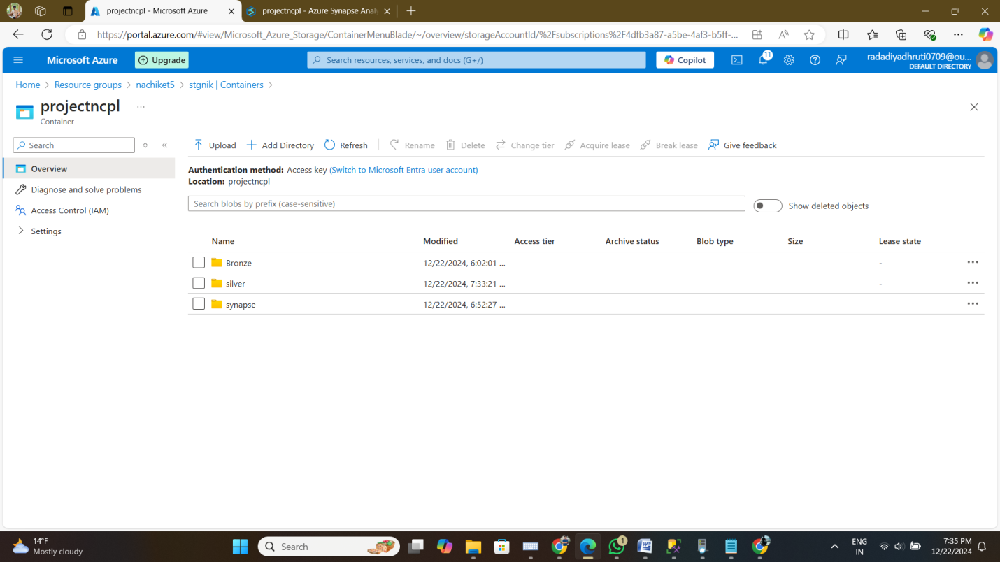 projectncpl - Microsoft Azure
projectncpl - Azure Synapse Anal
https://portal.azure.com/#view/Microsoft_Azure_Storage/ContainerMenuBlade/~/overview/storageAccountId/%2Fsubscriptions%2F4dfb3a87-a5be-4af3-b5ff-...
Microsoft Azure
Upgrade
Search resources, services, and docs (G+/)
Copilot
11
radadiyadhruti0709@ou...
DEFAULT DIRECTORY
Home > Resource groups > nachiket5 > stgnik | Containers >
projectncpl ...
Container
Search
Upload Add Directory Refresh Rename Delete Change tier Acquire lease Break lease Give feedback
Overview
Diagnose and solve problems
Access Control (IAM)
Settings
Authentication method: Access key (Switch to Microsoft Entra user account)
Location: projectncpl
Search blobs by prefix (case-sensitive)
Show deleted objects
Name Modified Access tier Archive status Blob type Size Lease state
Bronze 12/22/2024, 6:02:01 ... -
silver 12/22/2024, 7:33:21 ... -
synapse 12/22/2024, 6:52:27 ... -
14°F
Mostly cloudy
Search
1
ENG
IN
7:35 PM
12/22/2024